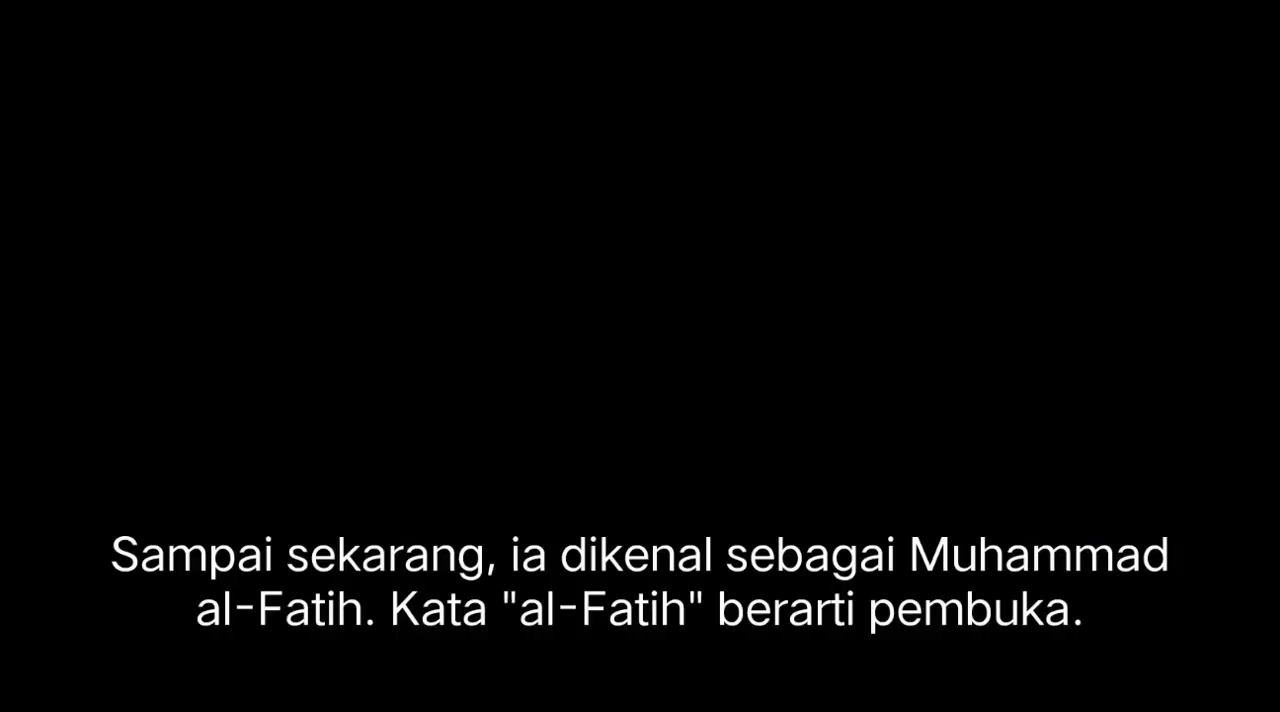 Sampai sekarang, ia dikenal sebagai Muhammad
al-Fatih. Kata "al-Fatih" berarti pembuka.